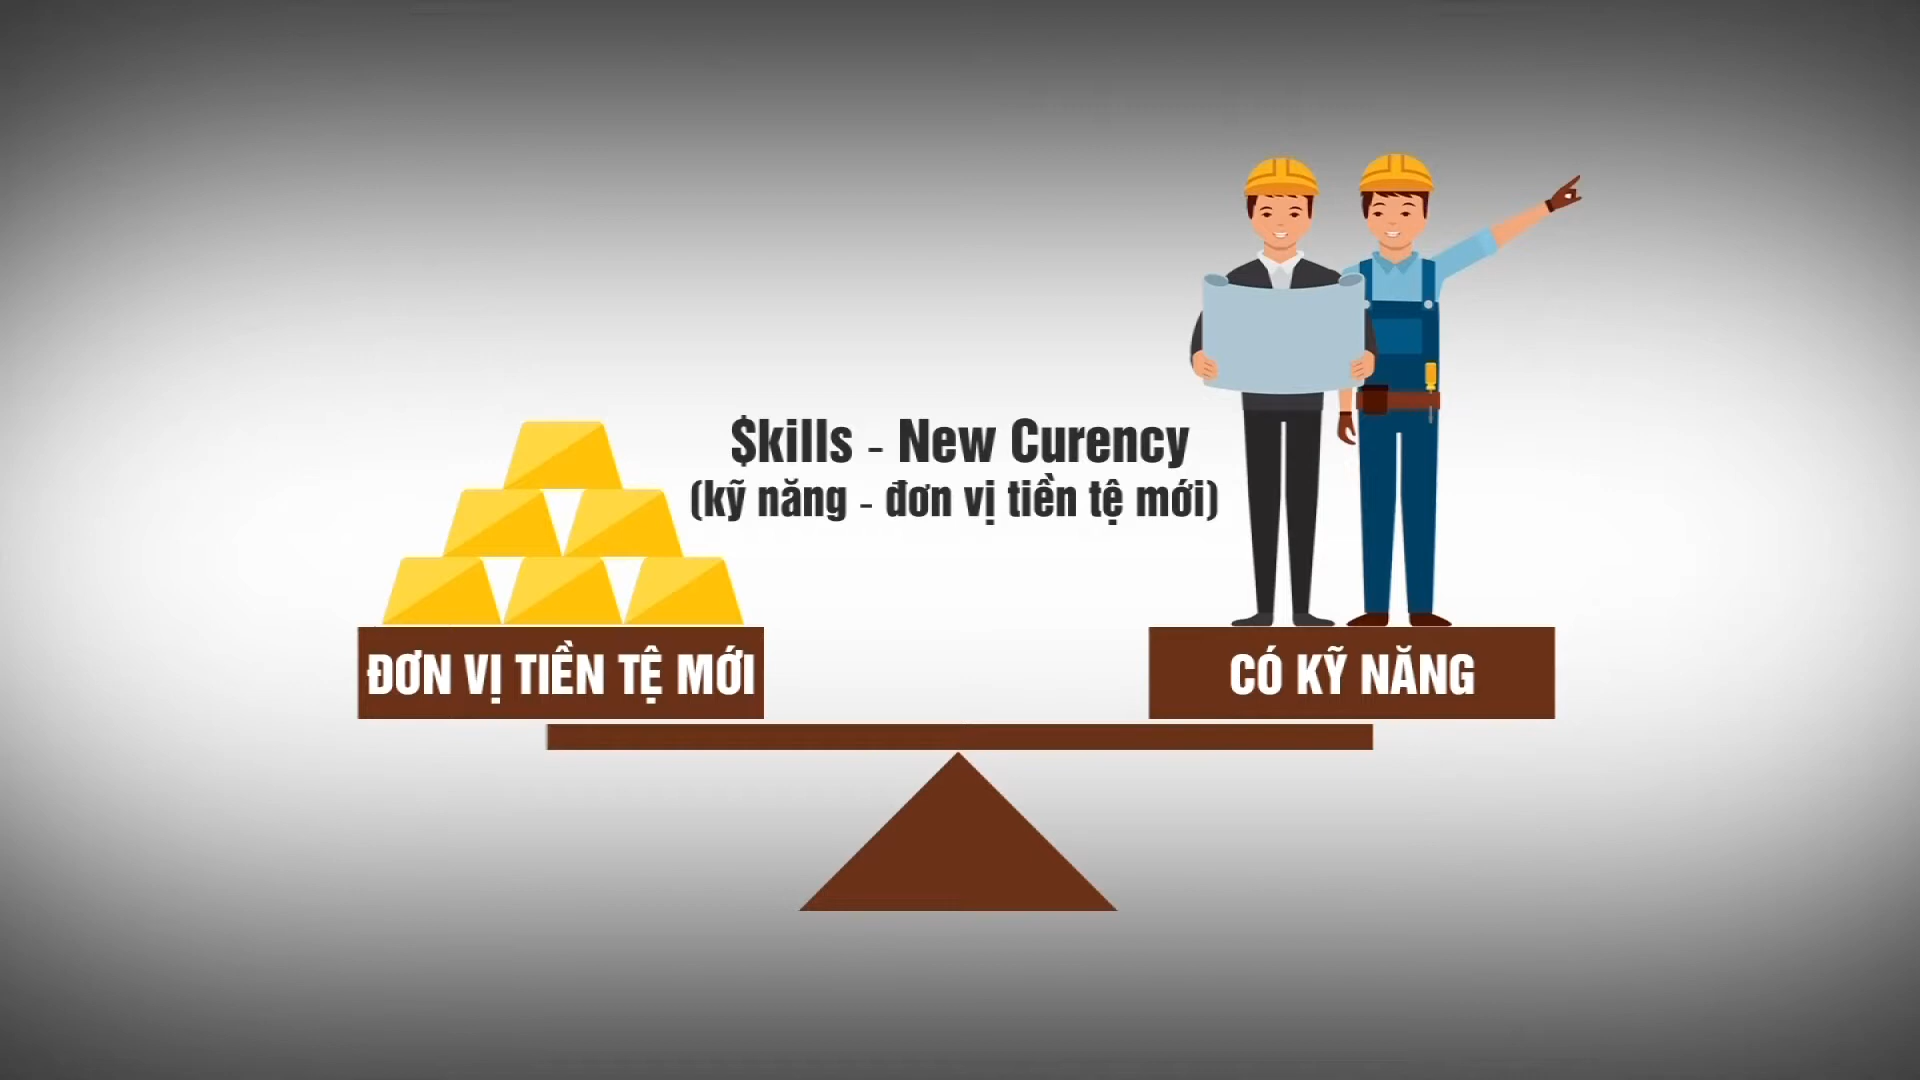 $kills - New Curency
(kỹ năng - đơn vị tiền tệ mới)
ĐƠN VỊ TIỀN TỆ MỚI
CÓ KỸ NĂNG